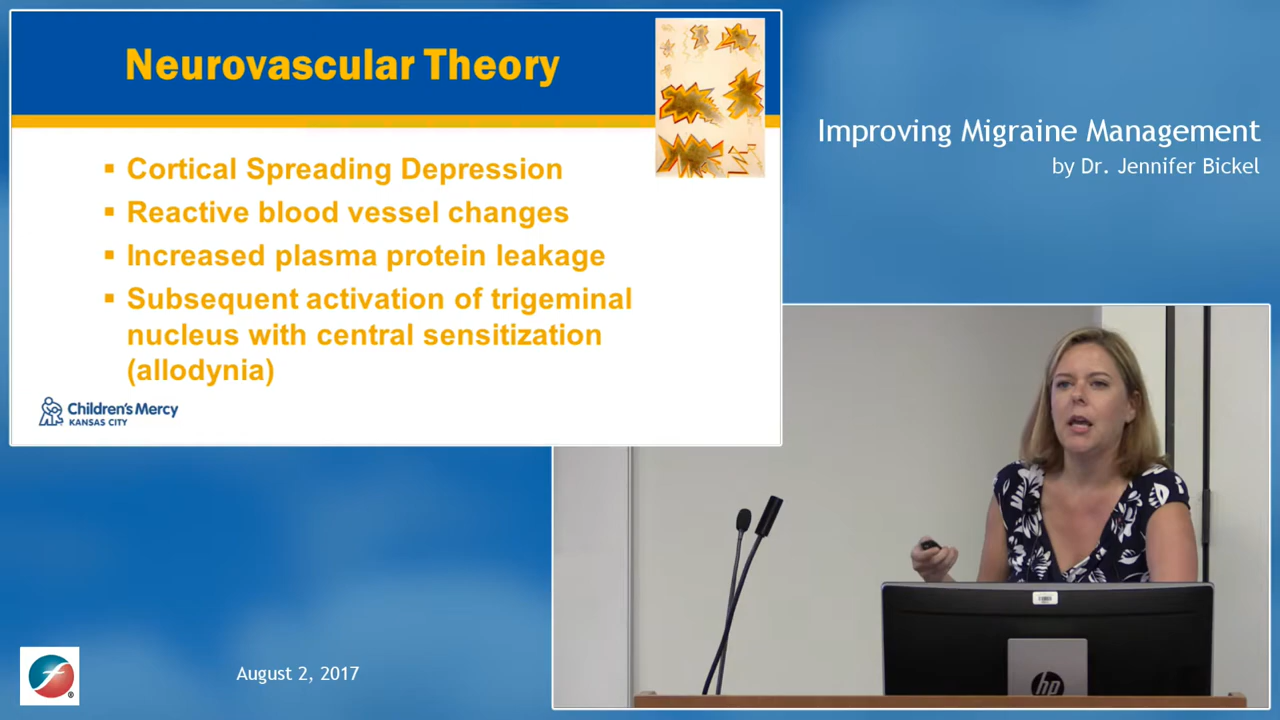 Neurovascular Theory
▪ Cortical Spreading Depression
▪ Reactive blood vessel changes
▪ Increased plasma protein leakage
▪ Subsequent activation of trigeminal
nucleus with central sensitization
(allodynia)
Children's Mercy
KANSAS CITY
Improving Migraine Management
by Dr. Jennifer Bickel
hp
f ®
August 2, 2017